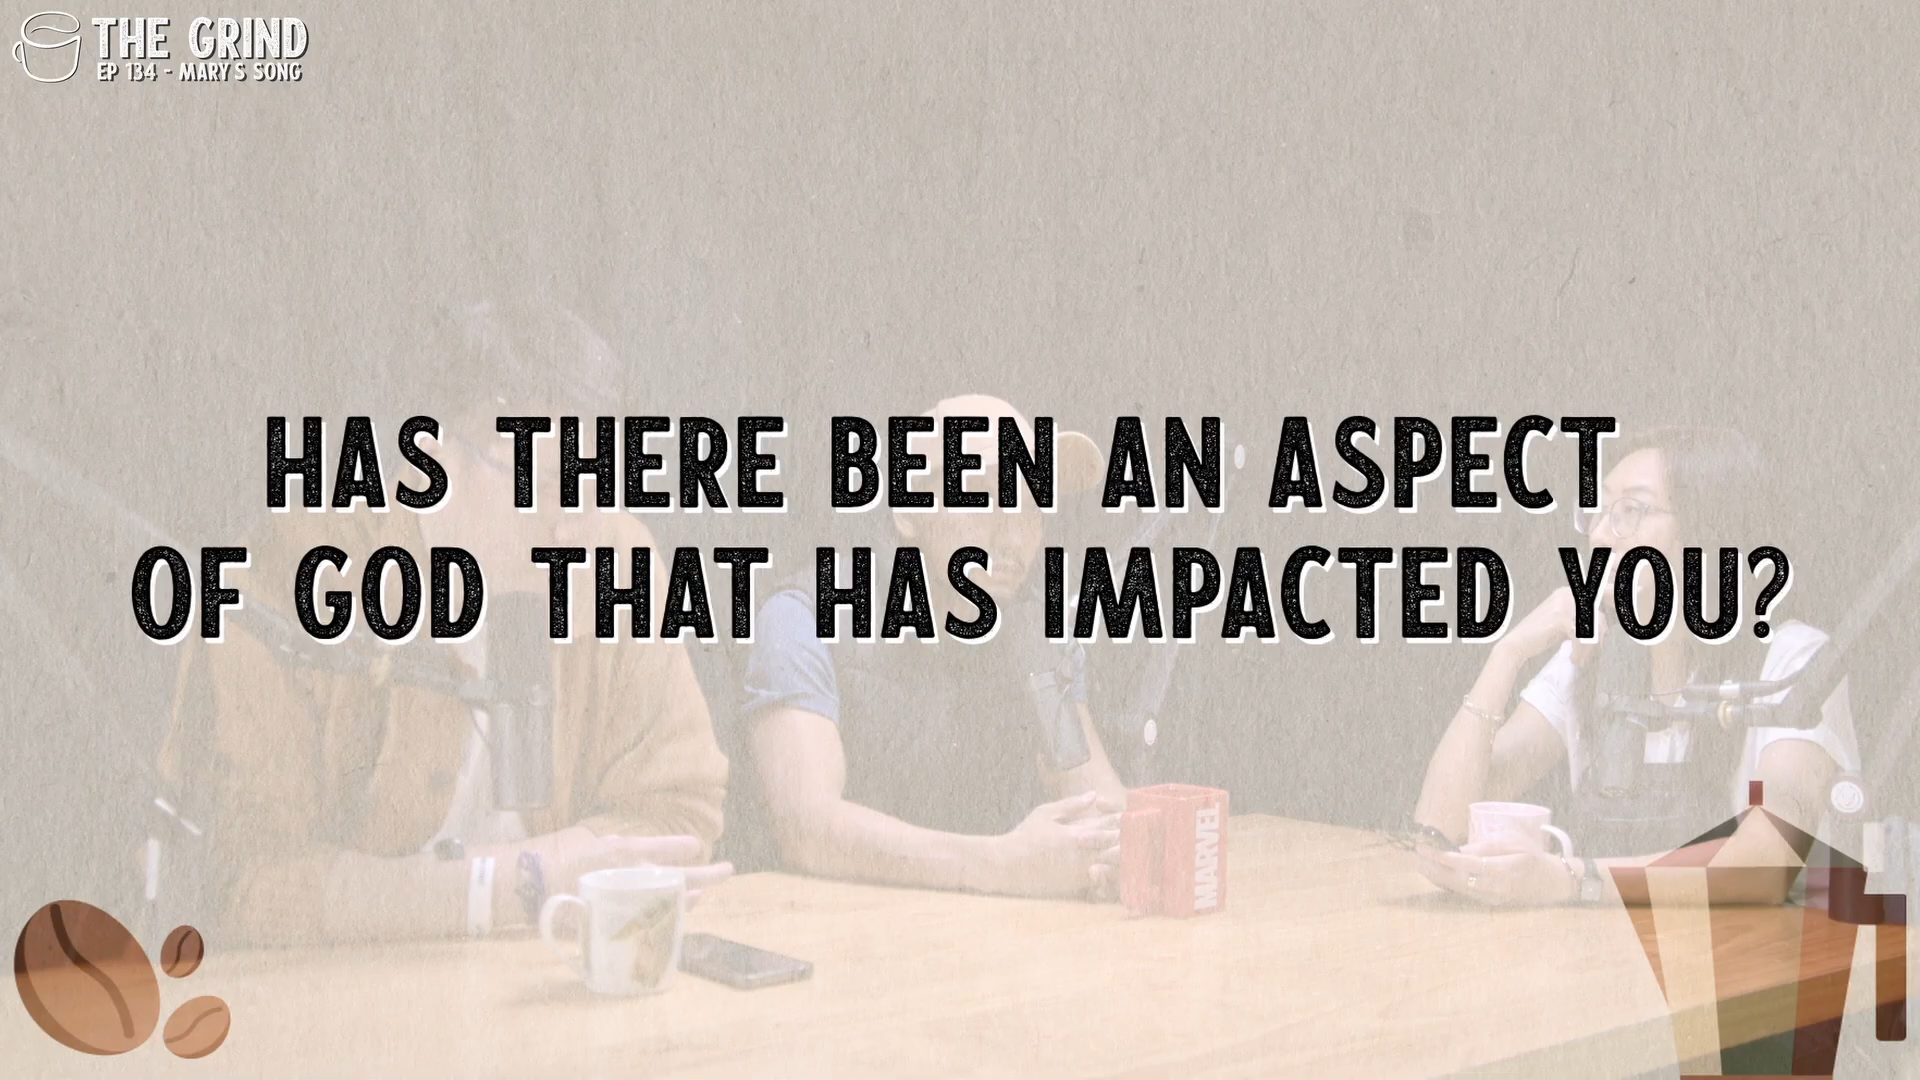 THE GRIND
EP 134 - MARY'S SONG
HAS THERE BEEN AN ASPECT
OF GOD THAT HAS IMPACTED YOU?
MARVEL